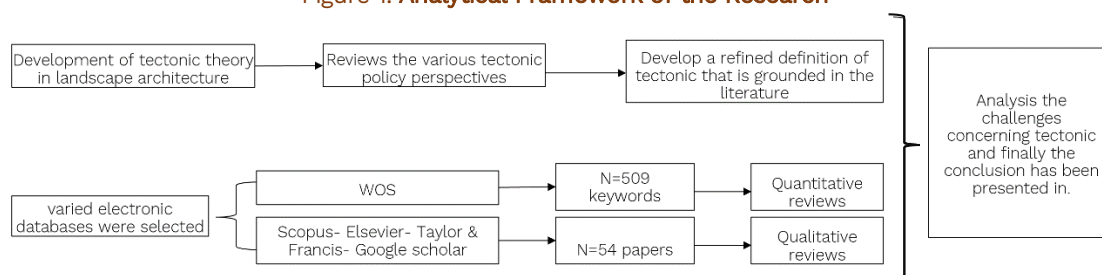 Figure 1. Analytical Framework of the Research
Development of tectonic theory
in landscape architecture
Reviews the various tectonic
policy perspectives
Develop a refined definition of
tectonic that is grounded in the
literature
varied electronic
databases were selected
WOS
N=509
keywords
Quantitative
reviews
Scopus- Elsevier- Taylor &
Francis- Google scholar
N=54 papers
Qualitative
reviews
Analysis the
challenges
concerning tectonic
and finally the
conclusion has been
presented in.